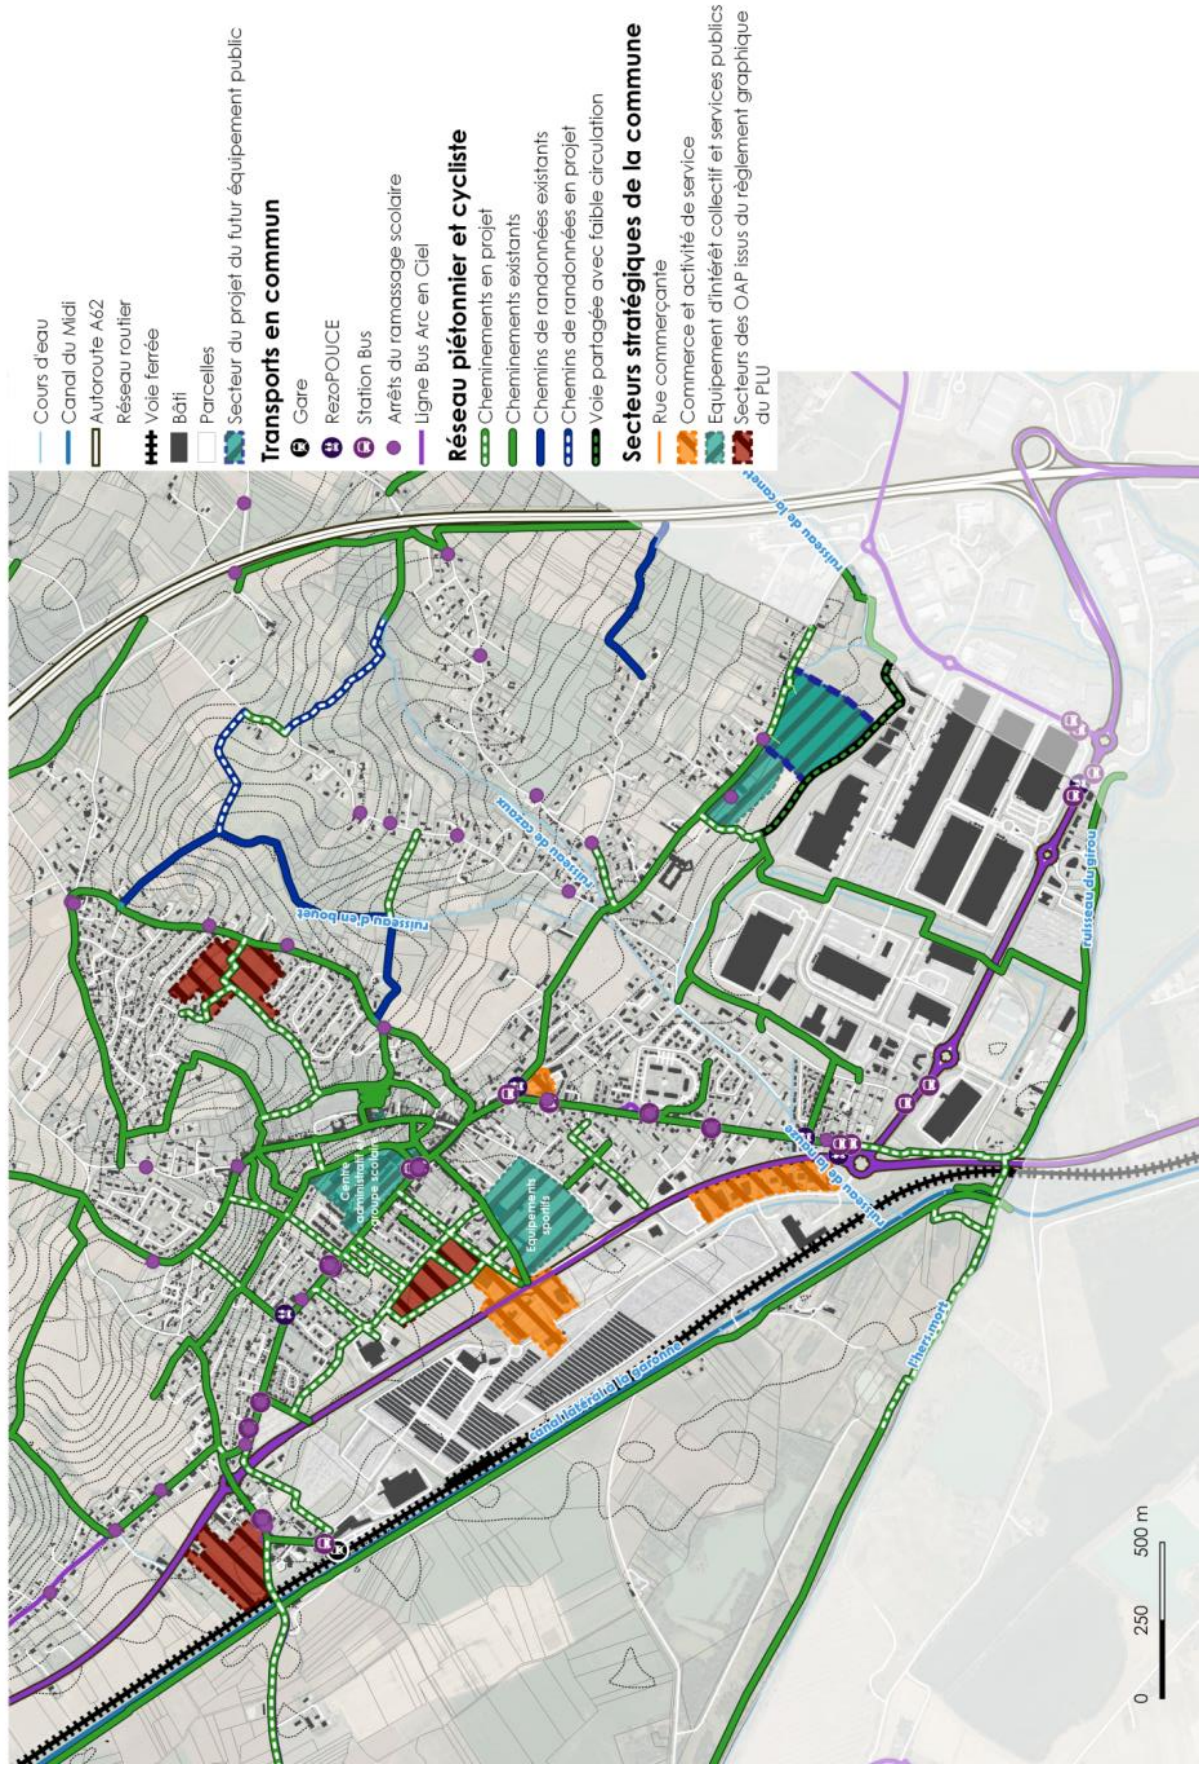 Cours d'eau
Canal du Midi
Autoroute A62
Réseau routier
Voie ferrée
Bâti
Parcelles
Secteur du projet du futur équipement public
Transports en commun
Gare
RezoPOUCE
Station Bus
Arrêts du ramassage scolaire
Ligne Bus Arc en Ciel
Réseau piétonnier et cycliste
Cheminements en projet
Cheminements existants
Chemins de randonnées existants
Chemins de randonnées en projet
Voie partagée avec faible circulation
Secteurs stratégiques de la commune
Rue commerçante
Commerce et activité de service
Equipement d'intérêt collectif et services publics
Secteurs des OAP issus du règlement graphique
du PLU
ruisseau de la
ruisseau de cazaux
ruisseau d'en bouet
ruisseau du girou
Centre
administratif
groupe scolaire
Equipements
sportifs
ruisseau de la nauze
canal latéral à la garonne
l'hers mort
0 250 500 m